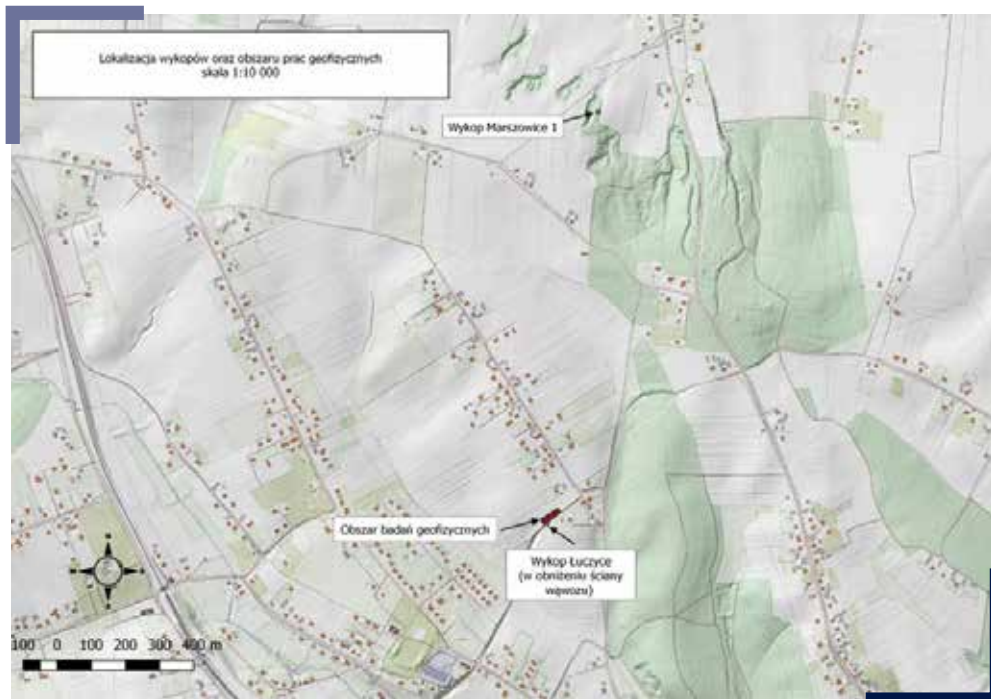 Lokalizacja wykopów oraz obszaru prac geofizycznych
skala 1:10 000
Wykop Marszowice 1
Obszar badań geofizycznych
Wykop Łuczyce
(w obniżeniu ściany
wąwozu)
100 0 100 200 300 400 m